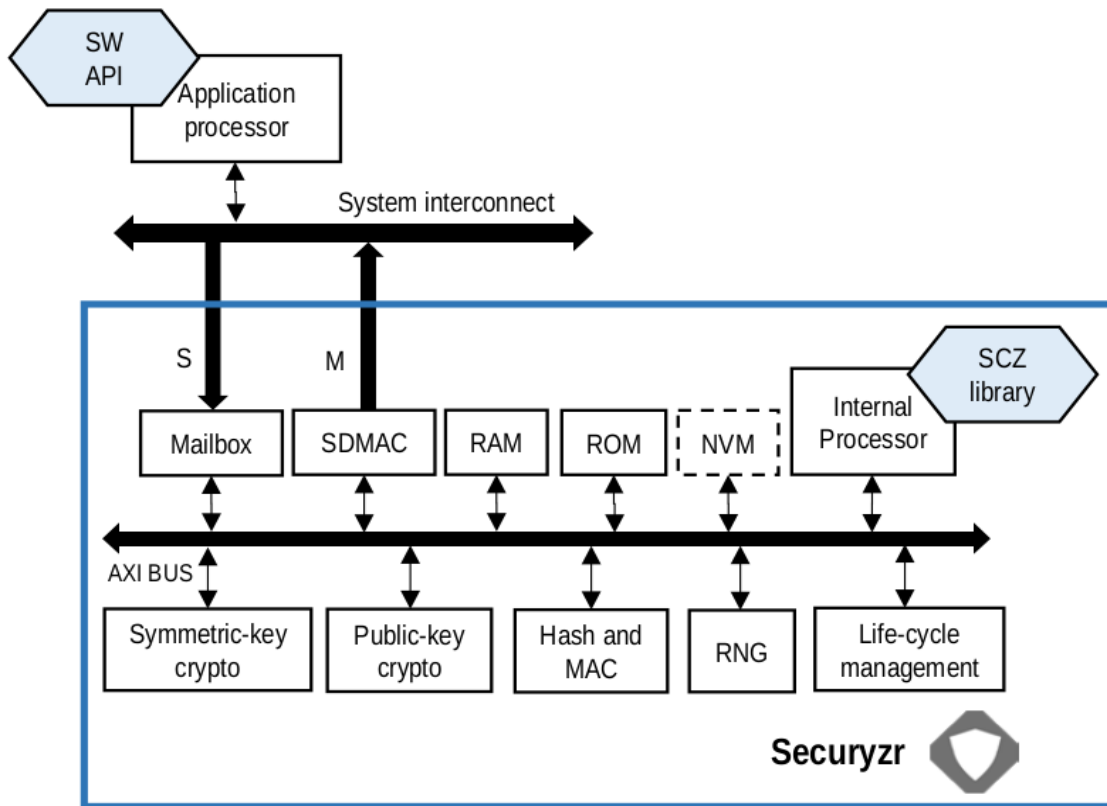 SW
API
Application
processor
System interconnect
S
M
SCZ
library
Internal
Processor
Mailbox
SDMAC
RAM
ROM
NVM
AXI BUS
Symmetric-key
crypto
Public-key
crypto
Hash and
MAC
RNG
Life-cycle
management
Securyzr